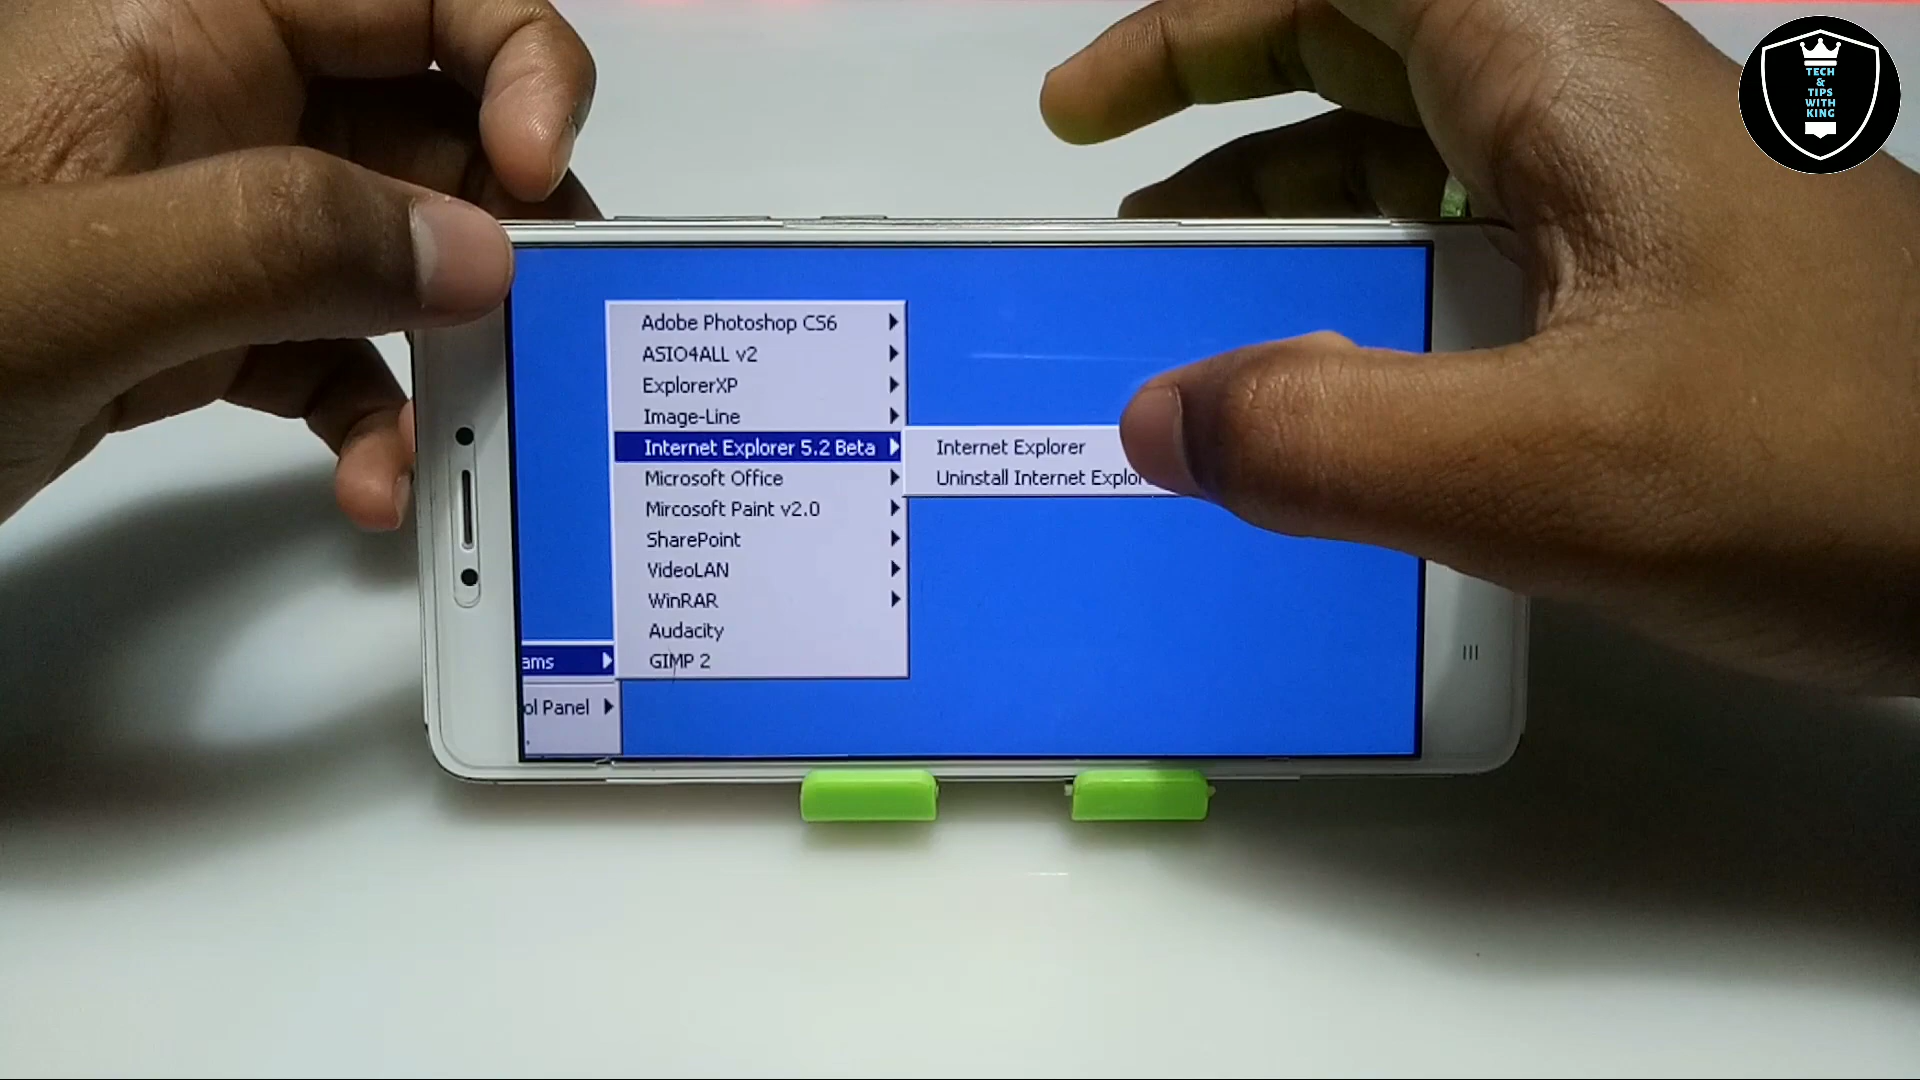 TECH
&
TIPS
WITH
KING
Adobe Photoshop CS6
ASIO4ALL v2
ExplorerXP
Image-Line
Internet Explorer 5.2 Beta
Internet Explorer
Microsoft Office
Uninstall Internet Explor
Mircosoft Paint v2.0
SharePoint
VideoLAN
WinRAR
Audacity
GIMP 2
ams
ol Panel